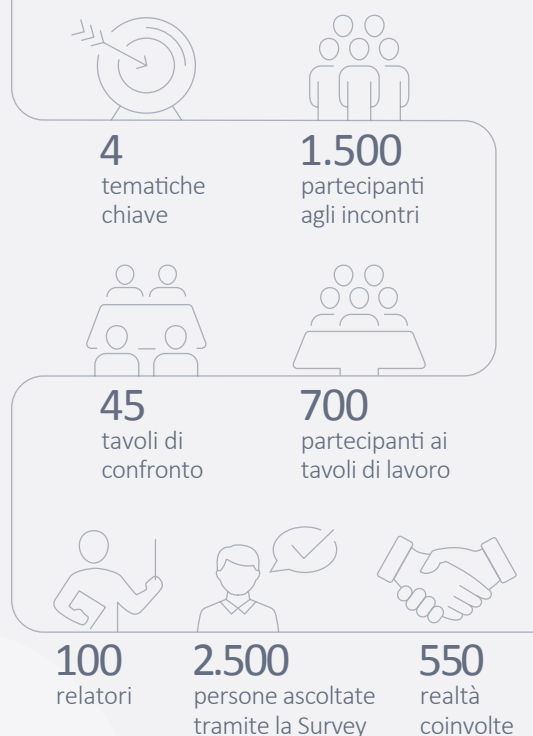 4
tematiche
chiave
1.500
partecipanti
agli incontri
45
tavoli di
confronto
700
partecipanti ai
tavoli di lavoro
100
relatori
2.500
persone ascoltate
tramite la Survey
550
realtà
coinvolte